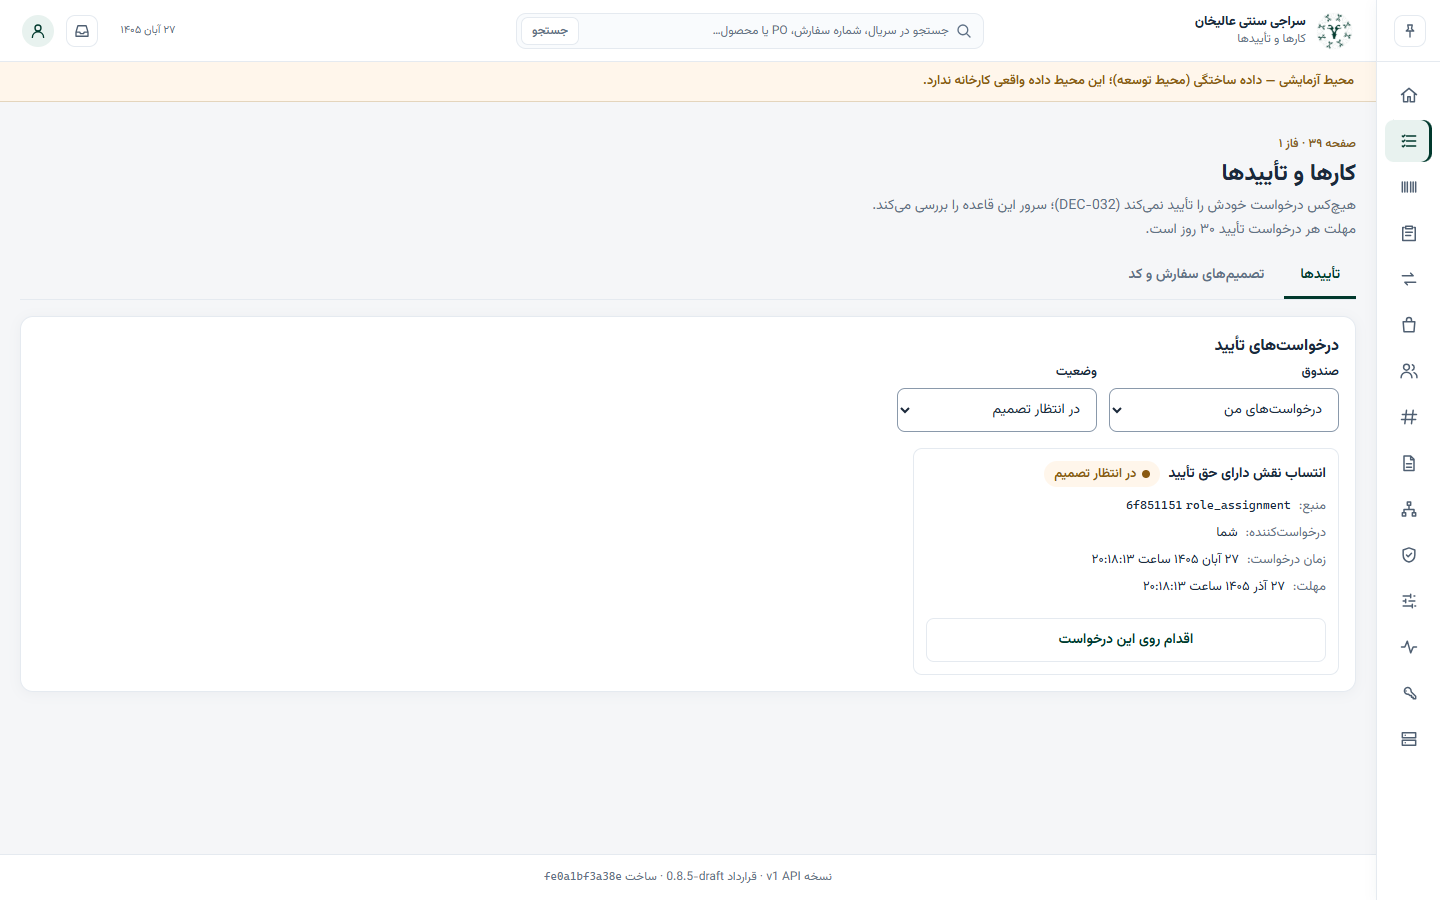 سراجی سنتی عالیخان
کارها و تأییدها
جستجو در سریال، شماره سفارش، PO یا محصول...
جستجو
۲۷ آبان ۱۴۰۵
محیط آزمایشی — داده ساختگی (محیط توسعه)؛ این محیط داده واقعی کارخانه ندارد.
صفحه ۳۹ · فاز ۱
کارها و تأییدها
هیچ‌کس درخواست خودش را تأیید نمی‌کند (DEC-032)؛ سرور این قاعده را بررسی می‌کند.
مهلت هر درخواست تأیید ۳۰ روز است.
تأییدها
تصمیم‌های سفارش و کد
درخواست‌های تأیید
صندوق
وضعیت
درخواست‌های من
در انتظار تصمیم
انتساب نقش دارای حق تأیید
در انتظار تصمیم
منبع: role_assignment 6f851151
درخواست‌کننده: شما
زمان درخواست: ۲۷ آبان ۱۴۰۵ ساعت ۲۰:۱۸:۱۳
مهلت: ۲۷ آذر ۱۴۰۵ ساعت ۲۰:۱۸:۱۳
اقدام روی این درخواست
نسخه v1 API · قرارداد 0.8.5-draft · ساخت fe0a1bf3a38e